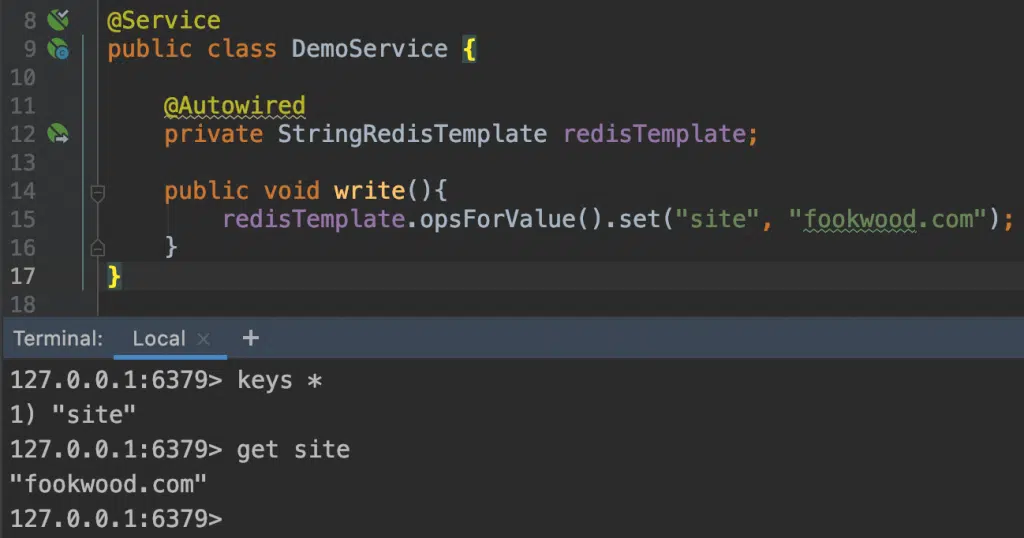 8 @Service
9 public class DemoService {
10
11 @Autowired
12 private StringRedisTemplate redisTemplate;
13
14 public void write(){
15 redisTemplate.opsForValue().set("site", "fookwood.com");
16 }
17 }
18
Terminal: Local × +
127.0.0.1:6379> keys *
1) "site"
127.0.0.1:6379> get site
"fookwood.com"
127.0.0.1:6379>